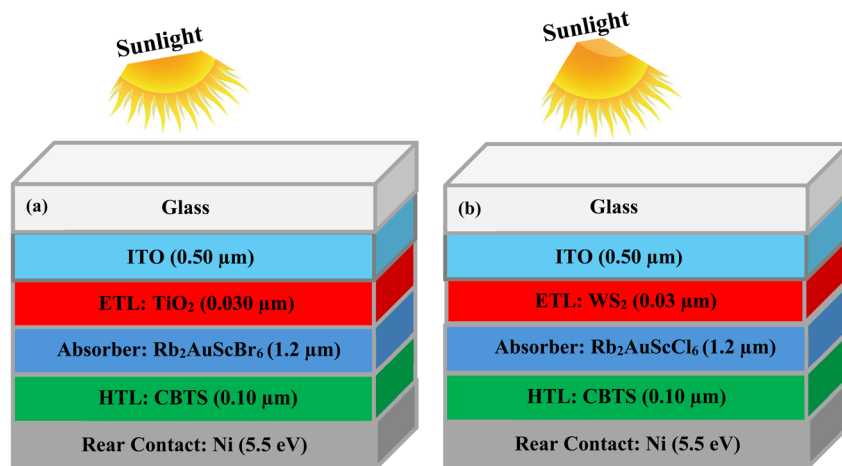 Sunlight
(a)
Glass
ITO (0.50 µm)
ETL: TiO₂ (0.030 µm)
Absorber: Rb₂AuScBr₆ (1.2 µm)
HTL: CBTS (0.10 µm)
Rear Contact: Ni (5.5 eV)
Sunlight
(b)
Glass
ITO (0.50 µm)
ETL: WS₂ (0.03 µm)
Absorber: Rb₂AuScCl₆ (1.2 µm)
HTL: CBTS (0.10 µm)
Rear Contact: Ni (5.5 eV)